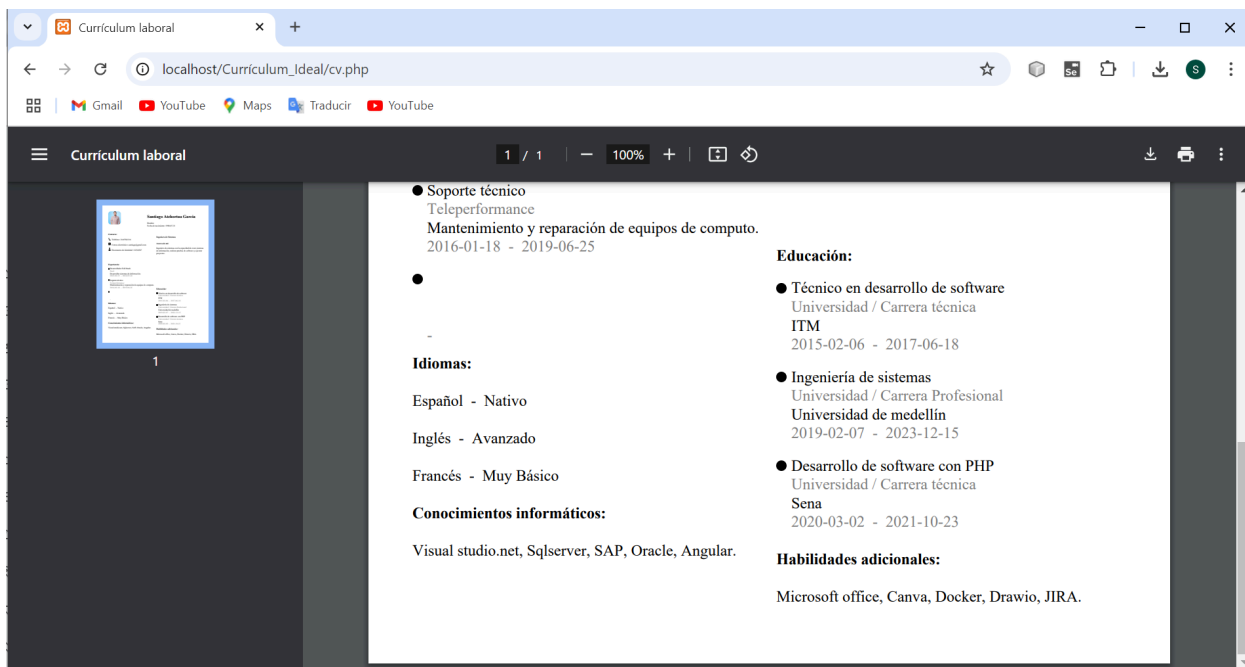 Currículum laboral
localhost/Currículum_Ideal/cv.php
Se
S
Gmail
YouTube
Maps
Traducir
YouTube
Currículum laboral
1 / 1
100%
1
Soporte técnico
Teleperformance
Mantenimiento y reparación de equipos de computo.
2016-01-18 - 2019-06-25
-
Idiomas:
Español - Nativo
Inglés - Avanzado
Francés - Muy Básico
Conocimientos informáticos:
Visual studio.net, Sqlserver, SAP, Oracle, Angular.
Educación:
Técnico en desarrollo de software
Universidad / Carrera técnica
ITM
2015-02-06 - 2017-06-18
Ingeniería de sistemas
Universidad / Carrera Profesional
Universidad de medellín
2019-02-07 - 2023-12-15
Desarrollo de software con PHP
Universidad / Carrera técnica
Sena
2020-03-02 - 2021-10-23
Habilidades adicionales:
Microsoft office, Canva, Docker, Drawio, JIRA.